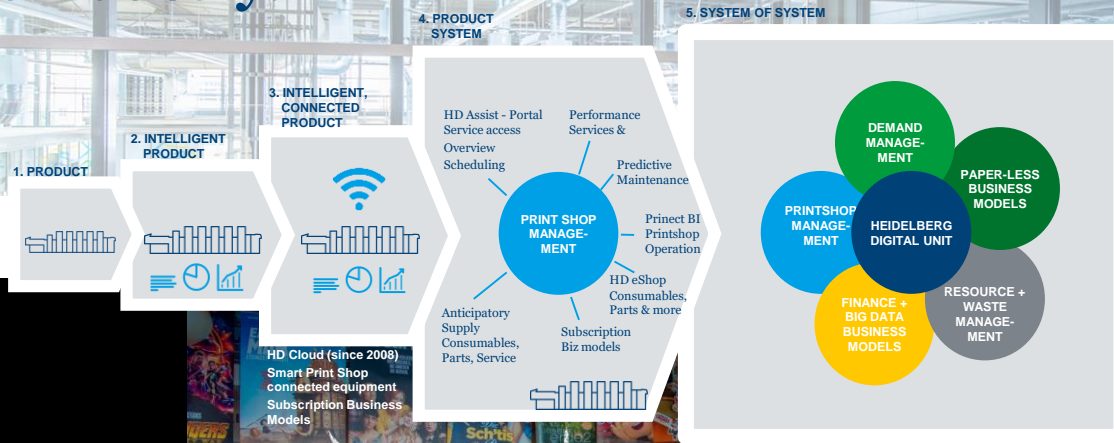 1. PRODUCT
2. INTELLIGENT
PRODUCT
3. INTELLIGENT,
CONNECTED
PRODUCT
HD Cloud (since 2008)
Smart Print Shop
connected equipment
Subscription Business
Models
4. PRODUCT
SYSTEM
HD Assist - Portal
Service access
Overview
Scheduling
Performance
Services &
Predictive
Maintenance
PRINT SHOP
MANAGE-
MENT
Prinect BI
Printshop
Operation
HD eShop
Consumables,
Parts & more
Subscription
Biz models
Anticipatory
Supply
Consumables,
Parts, Service
Sch'tis
5. SYSTEM OF SYSTEM
DEMAND
MANAGE-
MENT
PAPER-LESS
BUSINESS
MODELS
PRINTSHOP
MANAGE-
MENT
HEIDELBERG
DIGITAL UNIT
FINANCE +
BIG DATA
BUSINESS
MODELS
RESOURCE +
WASTE
MANAGE-
MENT